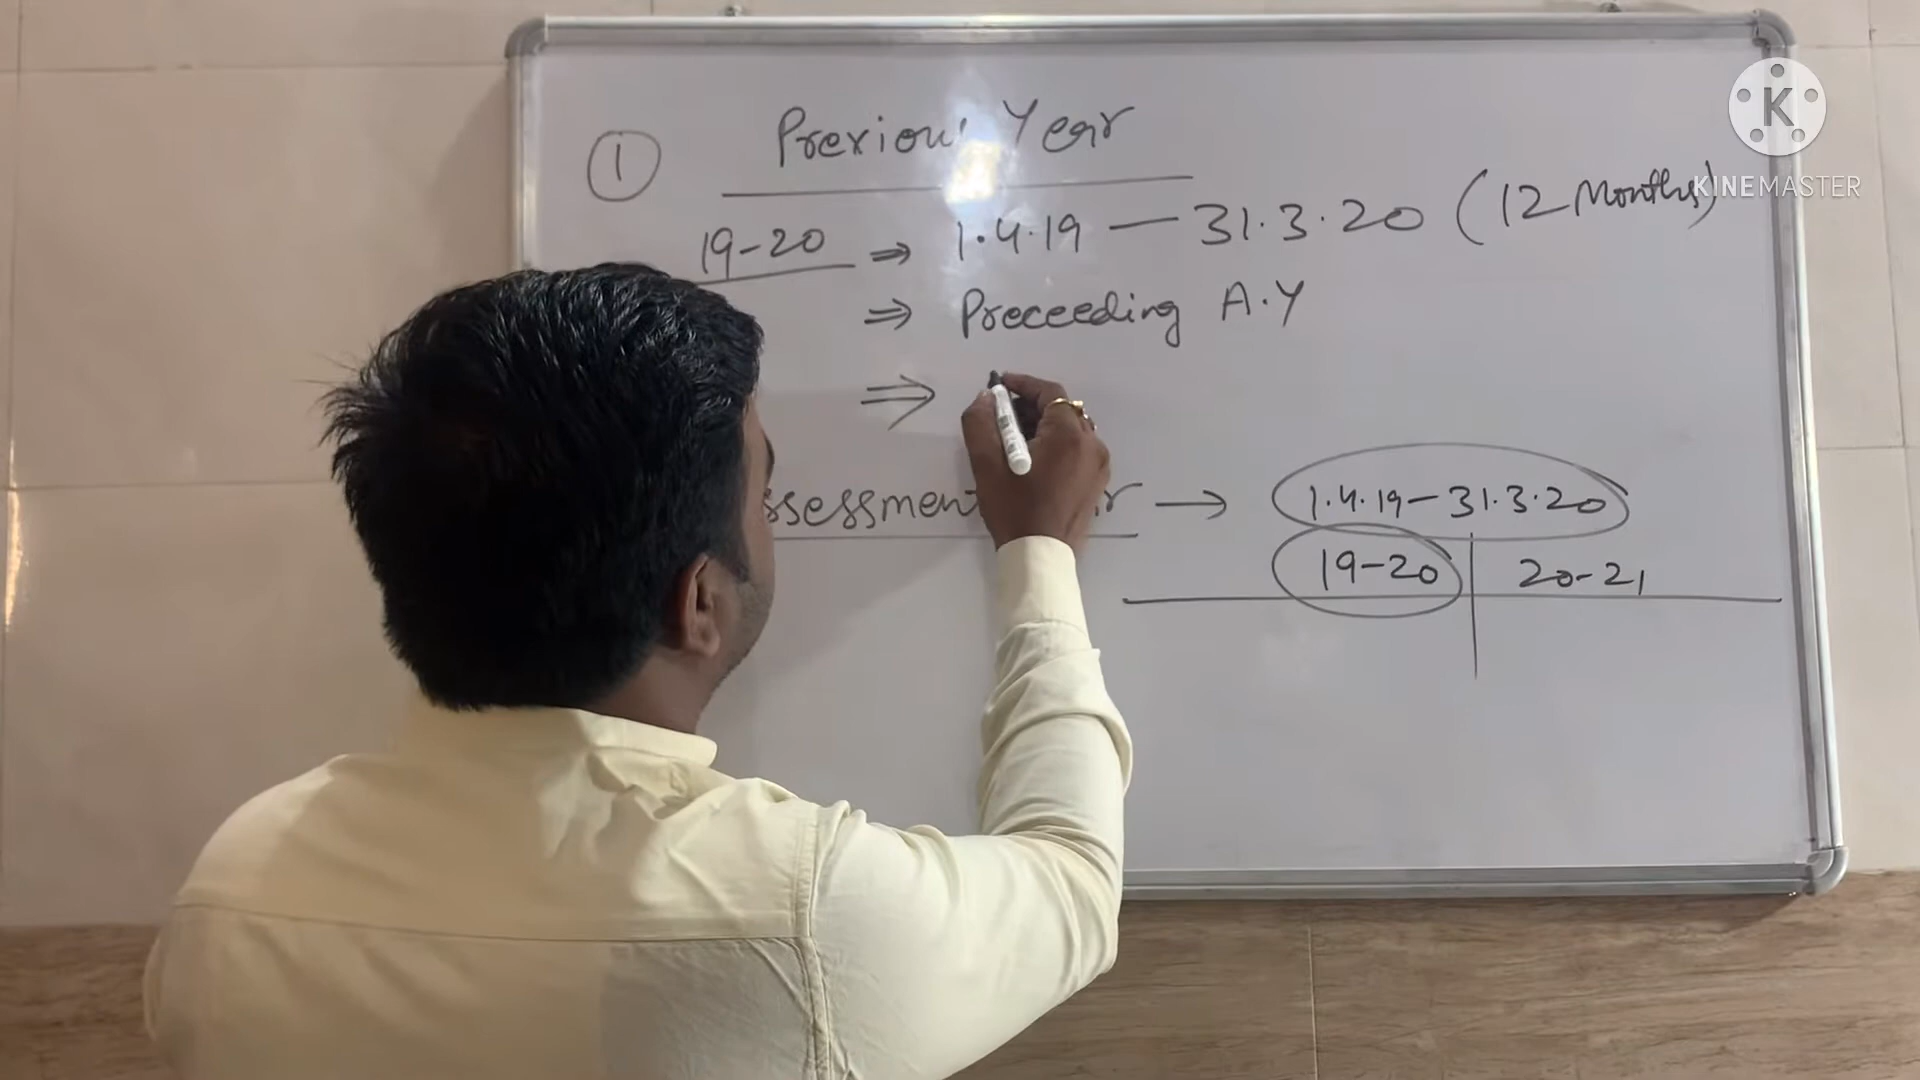 ① Previous Year
19-20 ⇒ 1.4.19 — 31.3.20 (12 Months)
⇒ Preceeding A.Y
⇒
ssessment → 1.4.19 - 31.3.20
19-20 | 20-21
K
KINEMASTER